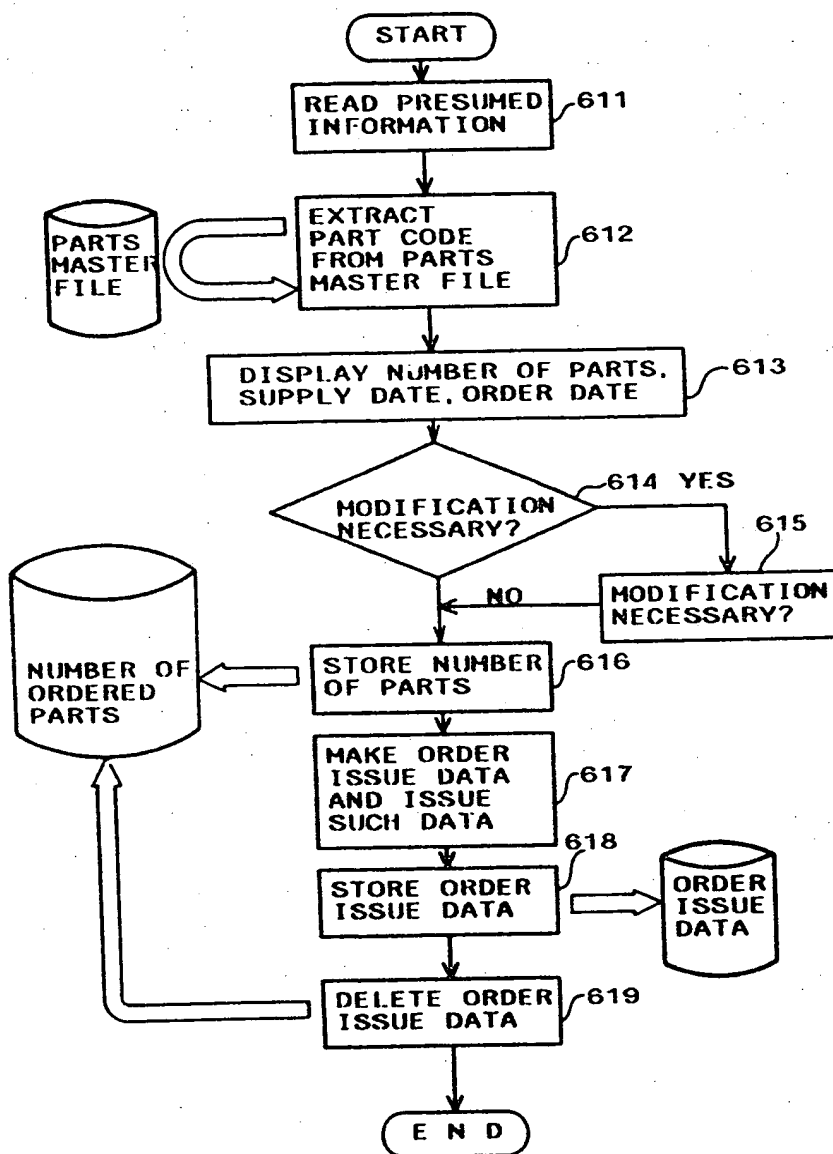 START
READ PRESUMED
INFORMATION
611
PARTS
MASTER
FILE
EXTRACT
PART CODE
FROM PARTS
MASTER FILE
612
DISPLAY NUMBER OF PARTS,
SUPPLY DATE, ORDER DATE
613
MODIFICATION
NECESSARY?
614 YES
615
MODIFICATION
NECESSARY?
NO
NUMBER OF
ORDERED
PARTS
STORE NUMBER
OF PARTS
616
MAKE ORDER
ISSUE DATA
AND ISSUE
SUCH DATA
617
STORE ORDER
ISSUE DATA
618
ORDER
ISSUE
DATA
DELETE ORDER
ISSUE DATA
619
END